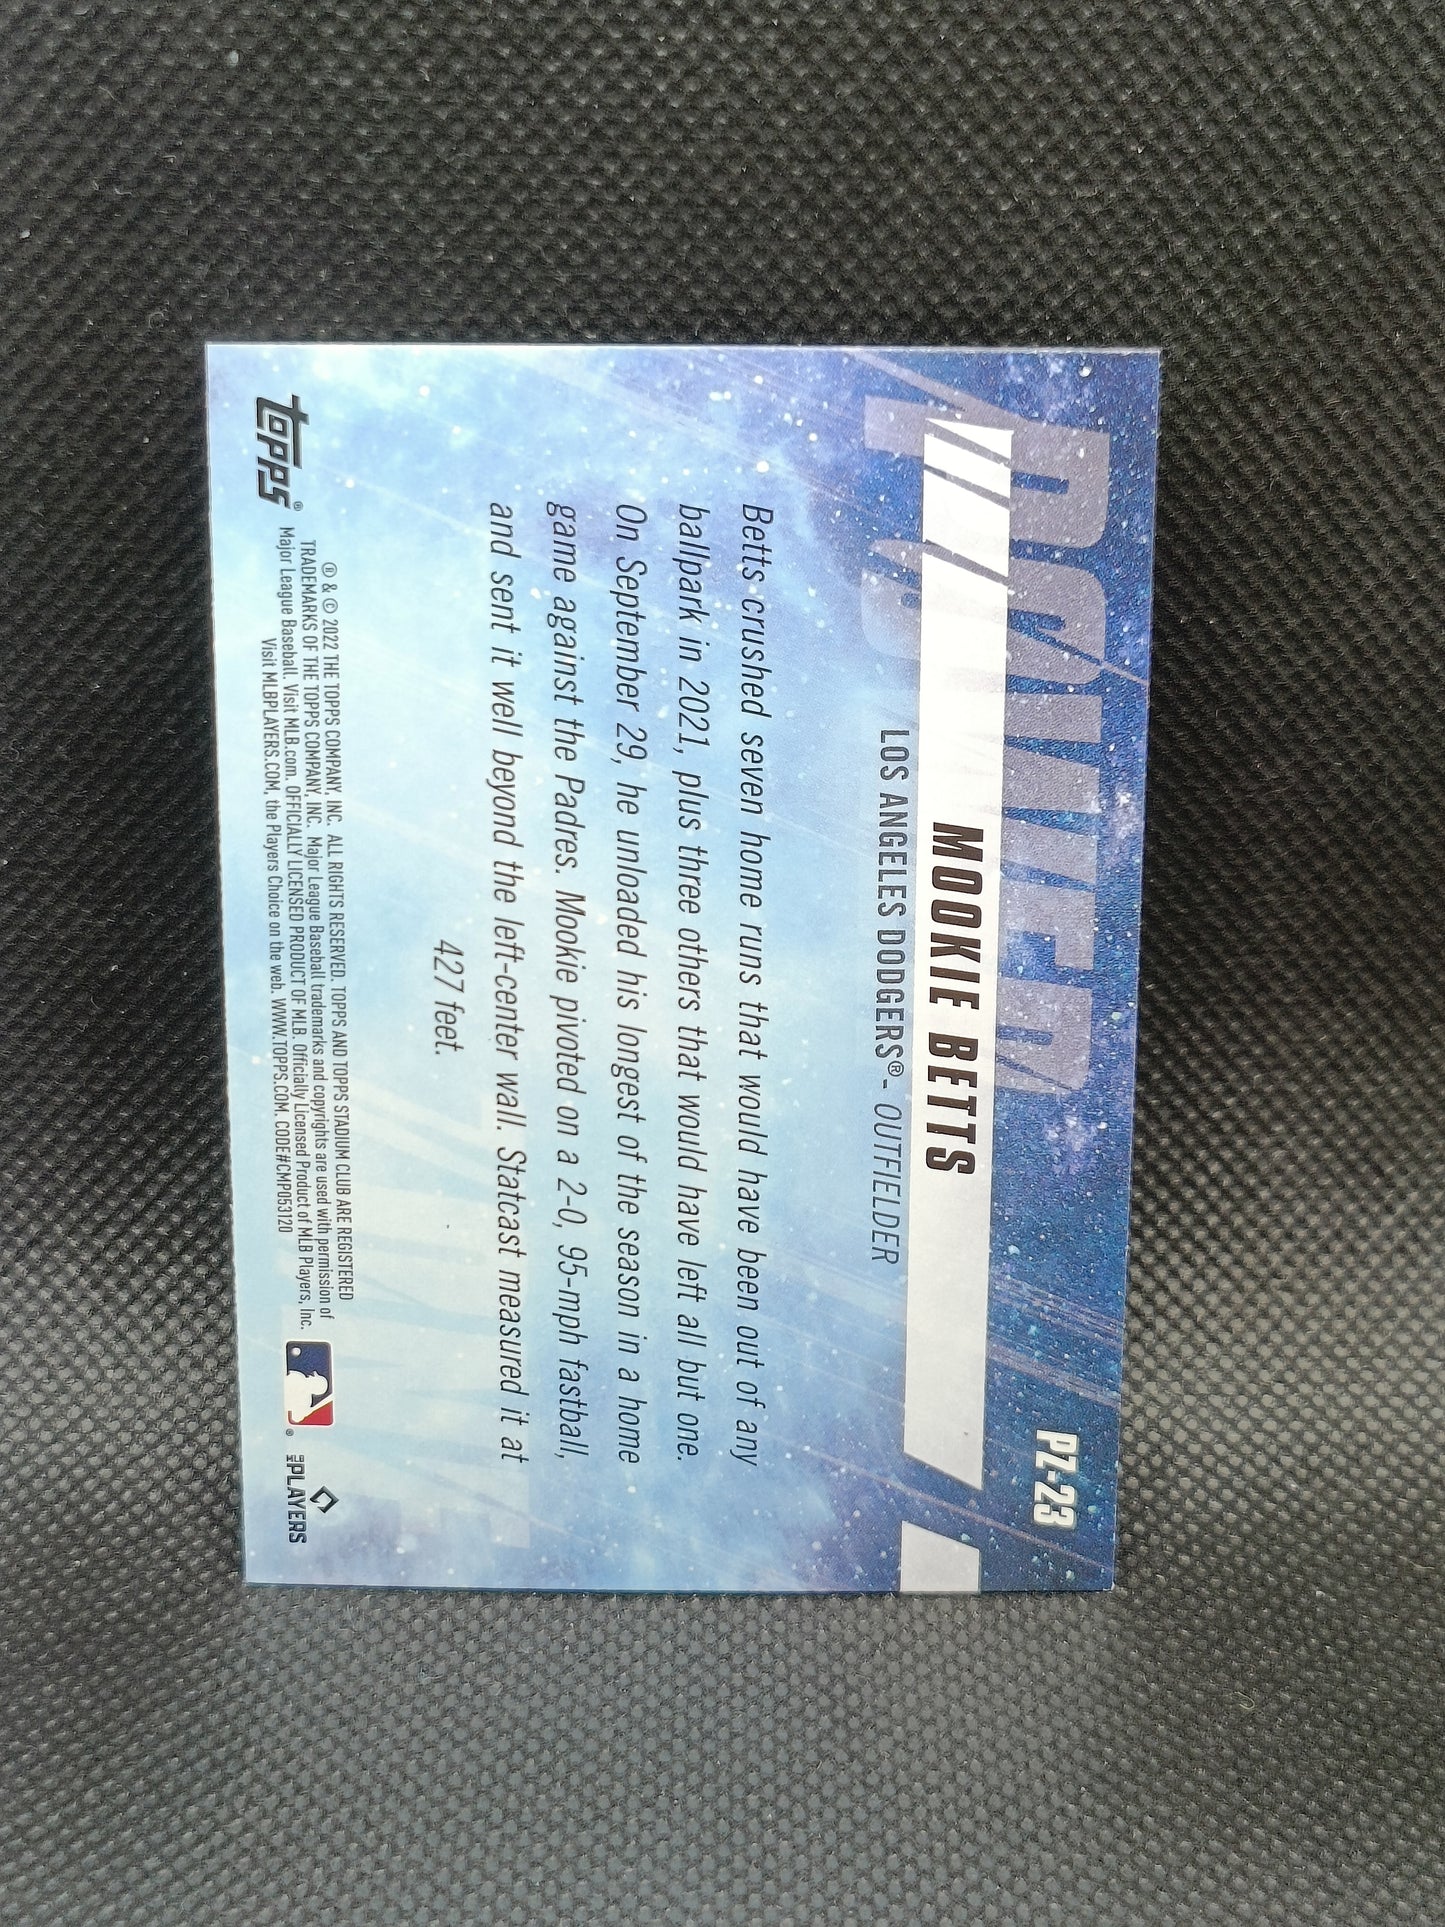 POWER
PZ-23
MOOKIE BETTS
LOS ANGELES DODGERS® - OUTFIELDER
Betts crushed seven home runs that would have been out of any
ballpark in 2021, plus three others that would have left all but one.
On September 29, he unloaded his longest of the season in a home
game against the Padres. Mookie pivoted on a 2-0, 95-mph fastball,
and sent it well beyond the left-center wall. Statcast measured it at
427 feet.
topps®
® & © 2022 THE TOPPS COMPANY, INC. ALL RIGHTS RESERVED. TOPPS AND TOPPS STADIUM CLUB ARE REGISTERED
TRADEMARKS OF THE TOPPS COMPANY, INC. Major League Baseball trademarks and copyrights are used with permission of
Major League Baseball. Visit MLB.com. OFFICIALLY LICENSED PRODUCT OF MLB. Officially Licensed Product of MLB Players, Inc.
Visit MLBPLAYERS.COM, the Players Choice on the web. WWW.TOPPS.COM. CODE#CMP053120
MLB PLAYERS